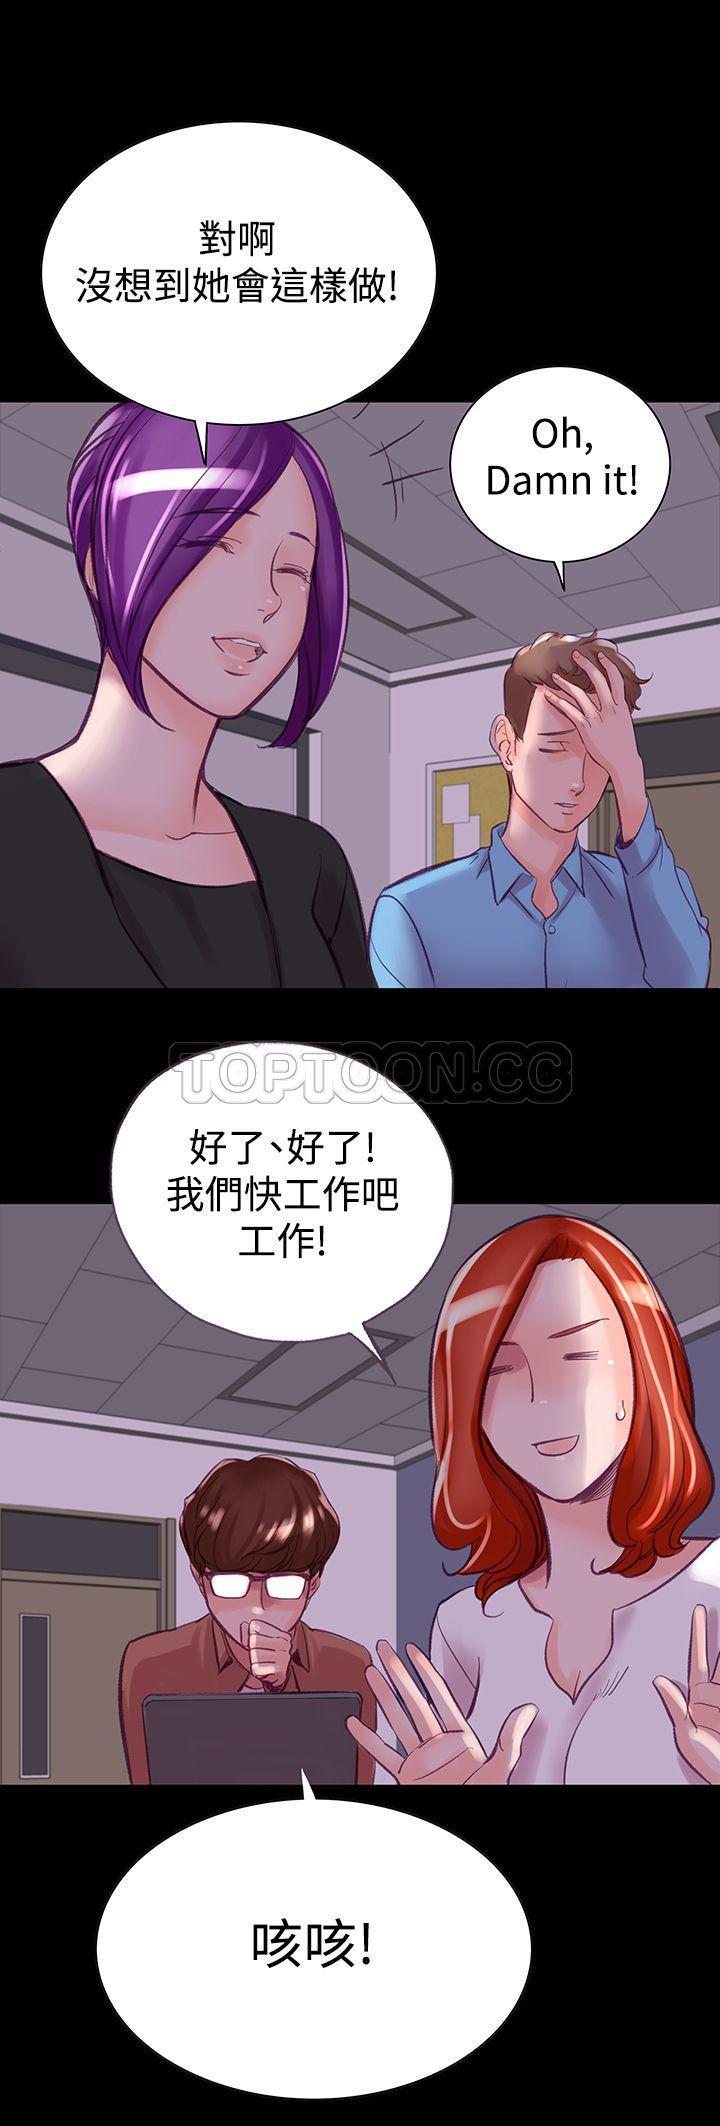 對啊
沒想到她會這樣做!
Oh,
Damn it!
TOPTOON.CC
好了、好了!
我們快工作吧
工作!
咳咳!